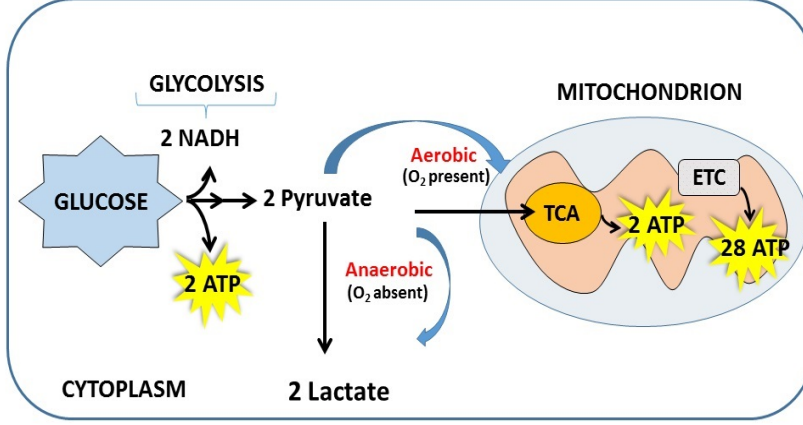 GLYCOLYSIS
2 NADH
GLUCOSE
2 Pyruvate
2 ATP
Aerobic
(O₂ present)
Anaerobic
(O₂ absent)
2 Lactate
CYTOPLASM
MITOCHONDRION
TCA
2 ATP
ETC
28 ATP